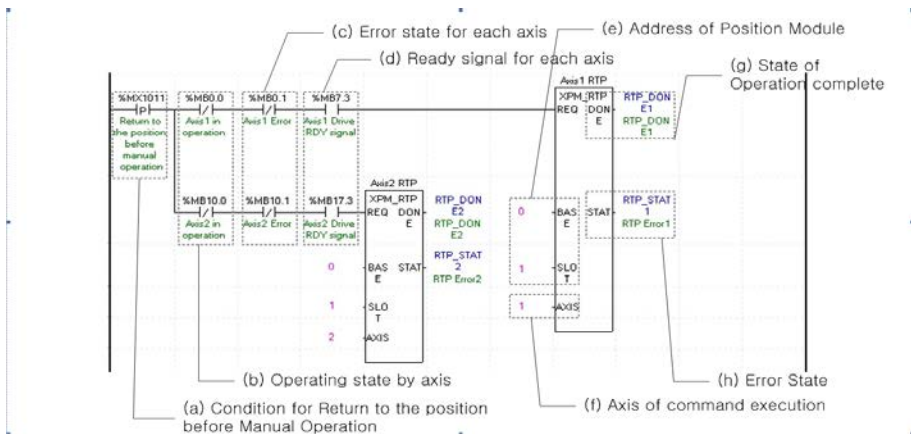 (c) Error state for each axis
(e) Address of Position Module
(d) Ready signal for each axis
(g) State of
Operation complete
Axis1 RTP
%MX1011
%MB0.0
%MB0.1
%MB7.3
XPM_RTP
RTP_DON
E1
P
REQ
DON
E
RTP_DON
E1
Return to
the position
before
manual
operation
Axis1 in
operation
Axis1 Error
Axis1 Drive
RDY signal
Axis2 RTP
%MB10.0
%MB10.1
%MB17.3
XPM_RTP
RTP_DON
E2
REQ
DON
E
RTP_DON
E2
Axis2 in
operation
Axis2 Error
Axis2 Drive
RDY signal
0
BAS
E
STAT
RTP_STAT
1
RTP Error1
0
BAS
E
STAT
RTP_STAT
2
RTP Error2
1
SLO
T
1
SLO
T
1
AXIS
2
AXIS
(b) Operating state by axis
(h) Error State
(a) Condition for Return to the position
before Manual Operation
(f) Axis of command execution